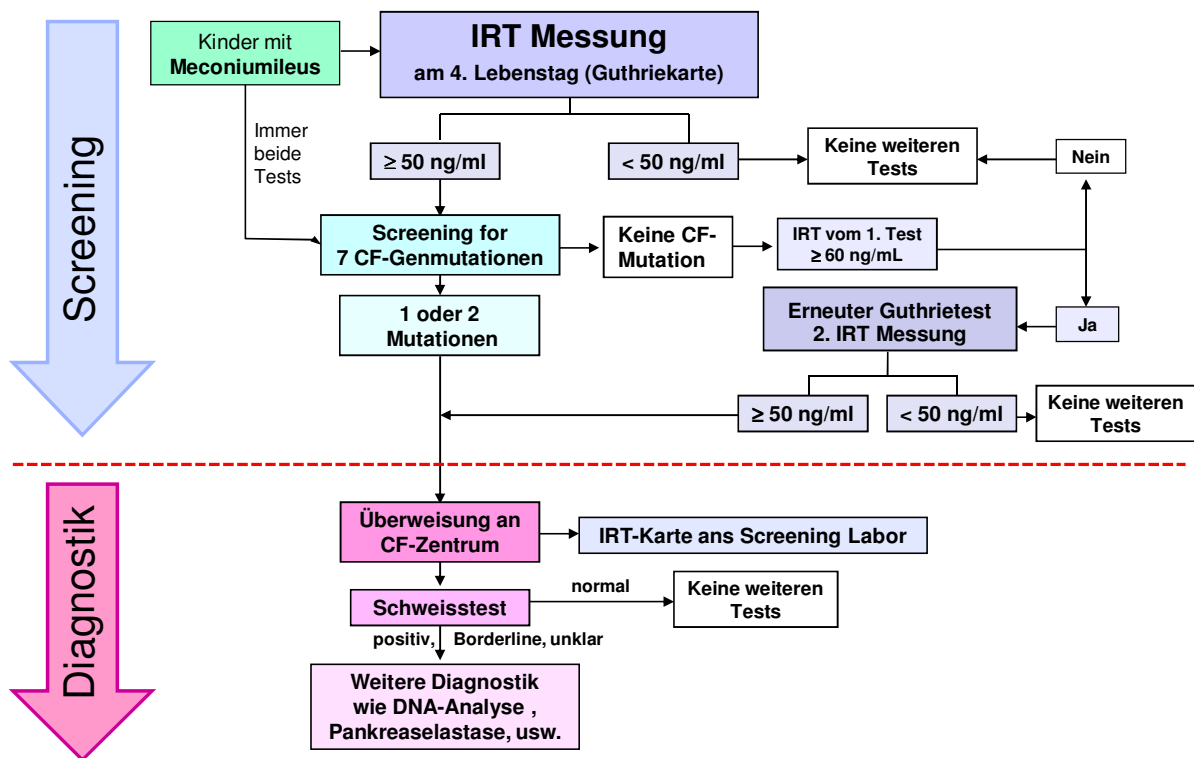 Screening
Kinder mit
Meconiumileus
IRT Messung
am 4. Lebenstag (Guthriekarte)
Immer
beide
Tests
≥ 50 ng/ml
< 50 ng/ml
Keine weiteren
Tests
Nein
Screening for
7 CF-Genmutationen
Keine CF-
Mutation
IRT vom 1. Test
≥ 60 ng/mL
1 oder 2
Mutationen
Erneuter Guthrietest
2. IRT Messung
Ja
≥ 50 ng/ml
< 50 ng/ml
Keine weiteren
Tests
Diagnostik
Überweisung an
CF-Zentrum
IRT-Karte ans Screening Labor
Schweisstest
normal
Keine weiteren
Tests
positiv, Borderline, unklar
Weitere Diagnostik
wie DNA-Analyse ,
Pankreaselastase, usw.